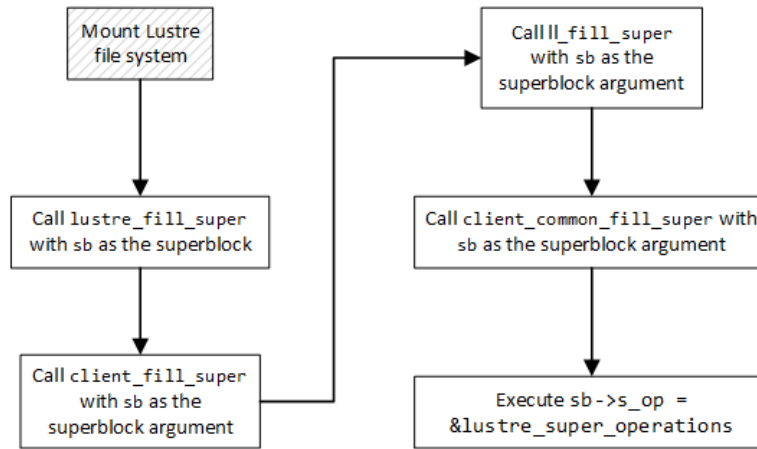 Mount Lustre
file system
Call lustre_fill_super
with sb as the superblock
Call client_fill_super
with sb as the
superblock argument
Call ll_fill_super
with sb as the
superblock argument
Call client_common_fill_super with
sb as the superblock argument
Execute sb->s_op =
&lustre_super_operations